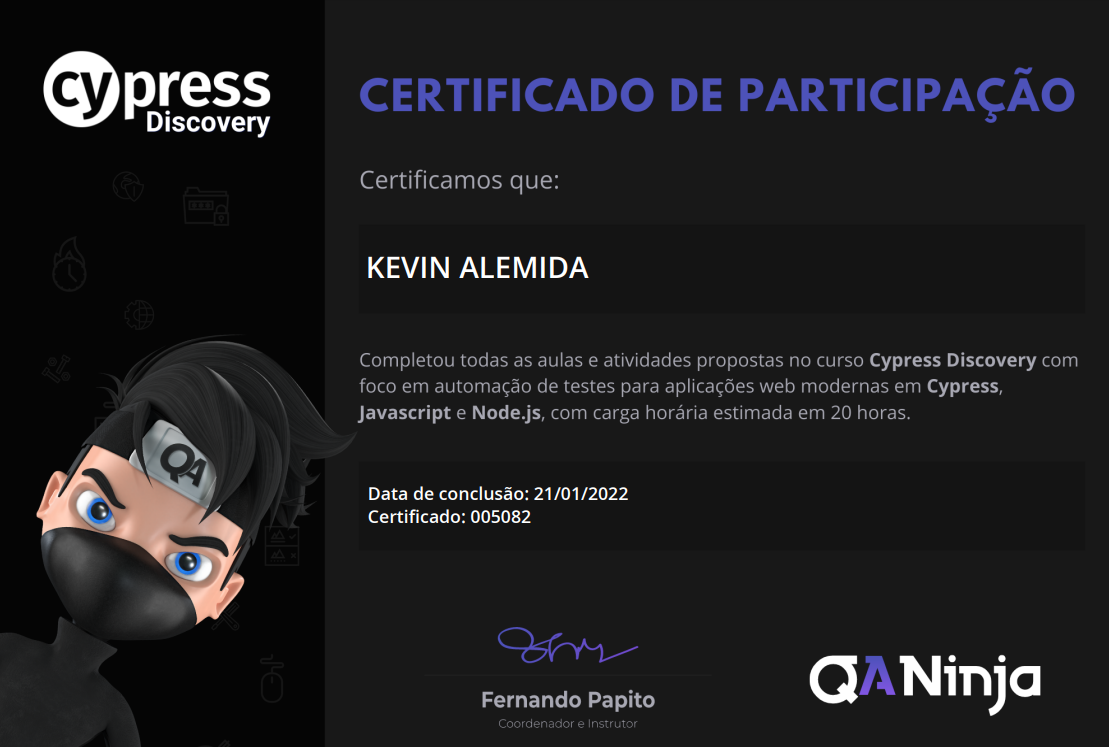 cypress
Discovery
CERTIFICADO DE PARTICIPAÇÃO
Certificamos que:
KEVIN ALEMIDA
Completou todas as aulas e atividades propostas no curso Cypress Discovery com
foco em automação de testes para aplicações web modernas em Cypress,
Javascript e Node.js, com carga horária estimada em 20 horas.
QA
Data de conclusão: 21/01/2022
Certificado: 005082
Fernando Papito
Coordenador e Instrutor
QANinja